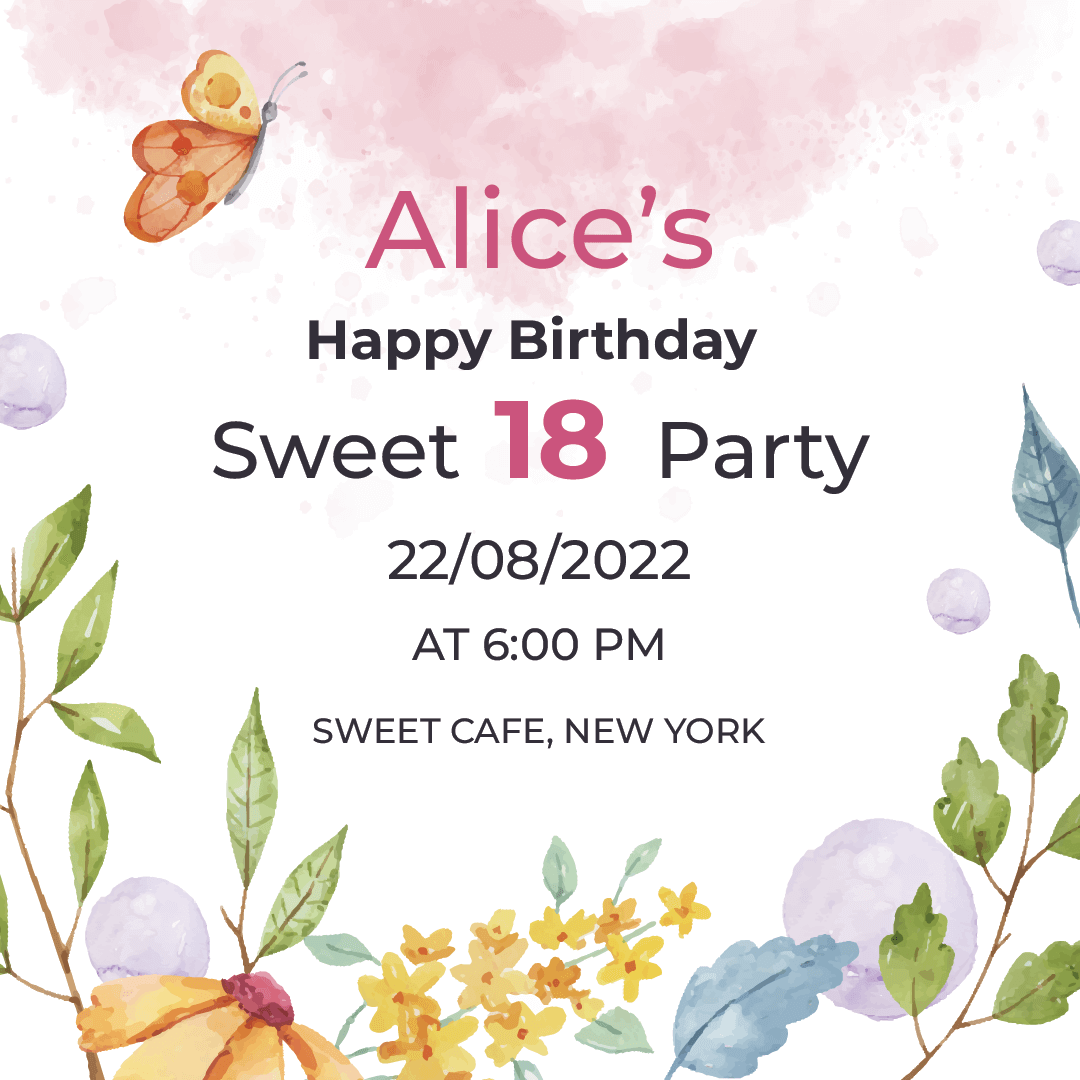 Alice’s
Happy Birthday
Sweet 18 Party
22/08/2022
AT 6:00 PM
SWEET CAFE, NEW YORK